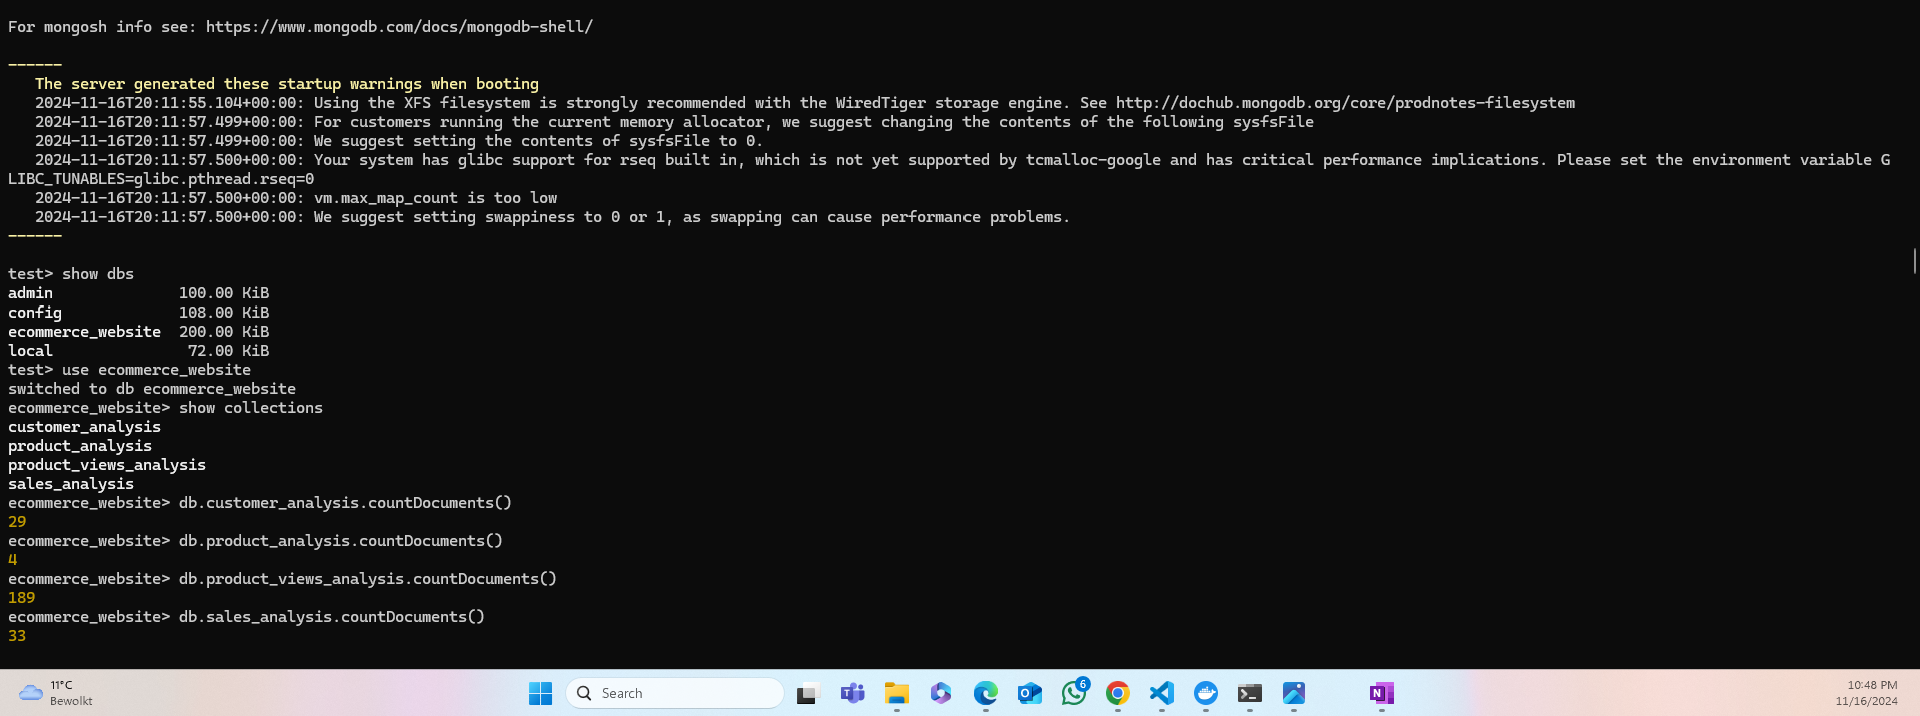 For mongosh info see: https://www.mongodb.com/docs/mongodb-shell/
------
The server generated these startup warnings when booting
2024-11-16T20:11:55.104+00:00: Using the XFS filesystem is strongly recommended with the WiredTiger storage engine. See http://dochub.mongodb.org/core/prodnotes-filesystem
2024-11-16T20:11:57.499+00:00: For customers running the current memory allocator, we suggest changing the contents of the following sysfsFile
2024-11-16T20:11:57.499+00:00: We suggest setting the contents of sysfsFile to 0.
2024-11-16T20:11:57.500+00:00: Your system has glibc support for rseq built in, which is not yet supported by tcmalloc-google and has critical performance implications. Please set the environment variable G
LIBC_TUNABLES=glibc.pthread.rseq=0
2024-11-16T20:11:57.500+00:00: vm.max_map_count is too low
2024-11-16T20:11:57.500+00:00: We suggest setting swappiness to 0 or 1, as swapping can cause performance problems.
------
test> show dbs
admin 100.00 KiB
config 108.00 KiB
ecommerce_website 200.00 KiB
local 72.00 KiB
test> use ecommerce_website
switched to db ecommerce_website
ecommerce_website> show collections
customer_analysis
product_analysis
product_views_analysis
sales_analysis
ecommerce_website> db.customer_analysis.countDocuments()
29
ecommerce_website> db.product_analysis.countDocuments()
4
ecommerce_website> db.product_views_analysis.countDocuments()
189
ecommerce_website> db.sales_analysis.countDocuments()
33
11°C
Bewolkt
Search
6
10:48 PM
11/16/2024